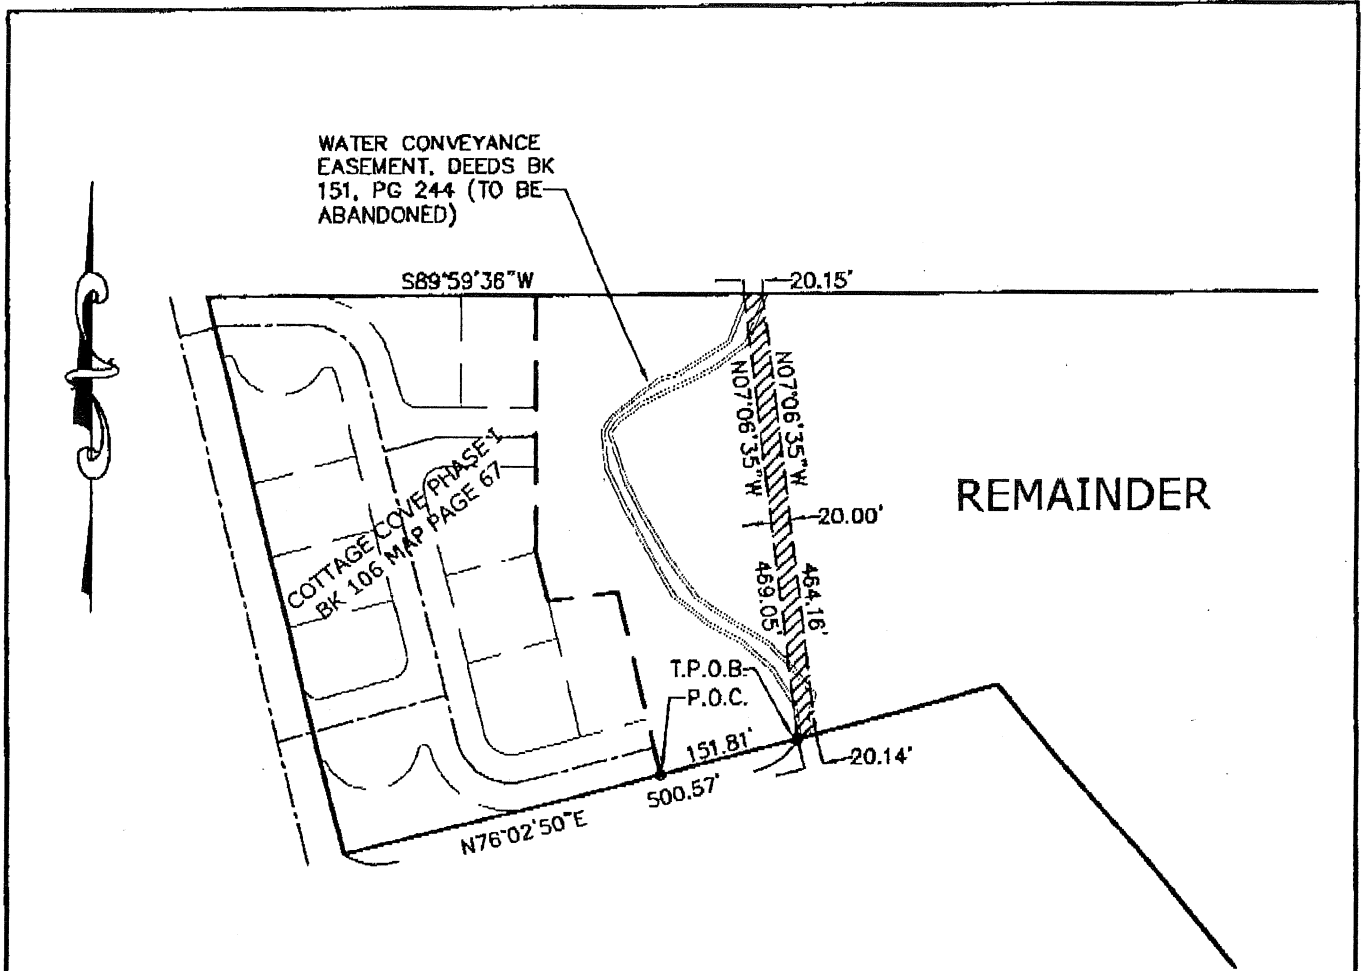 WATER CONVEYANCE
EASEMENT, DEEDS BK
151, PG 244 (TO BE
ABANDONED)
S89°59'36"W
20.15'
N07°06'35"W
N07°06'35"W
REMAINDER
20.00'
COTTAGE COVE PHASE I
BK 106 MAP PAGE 67
469.05'
464.16'
T.P.O.B.
P.O.C.
151.81'
20.14'
500.57'
N76°02'50"E